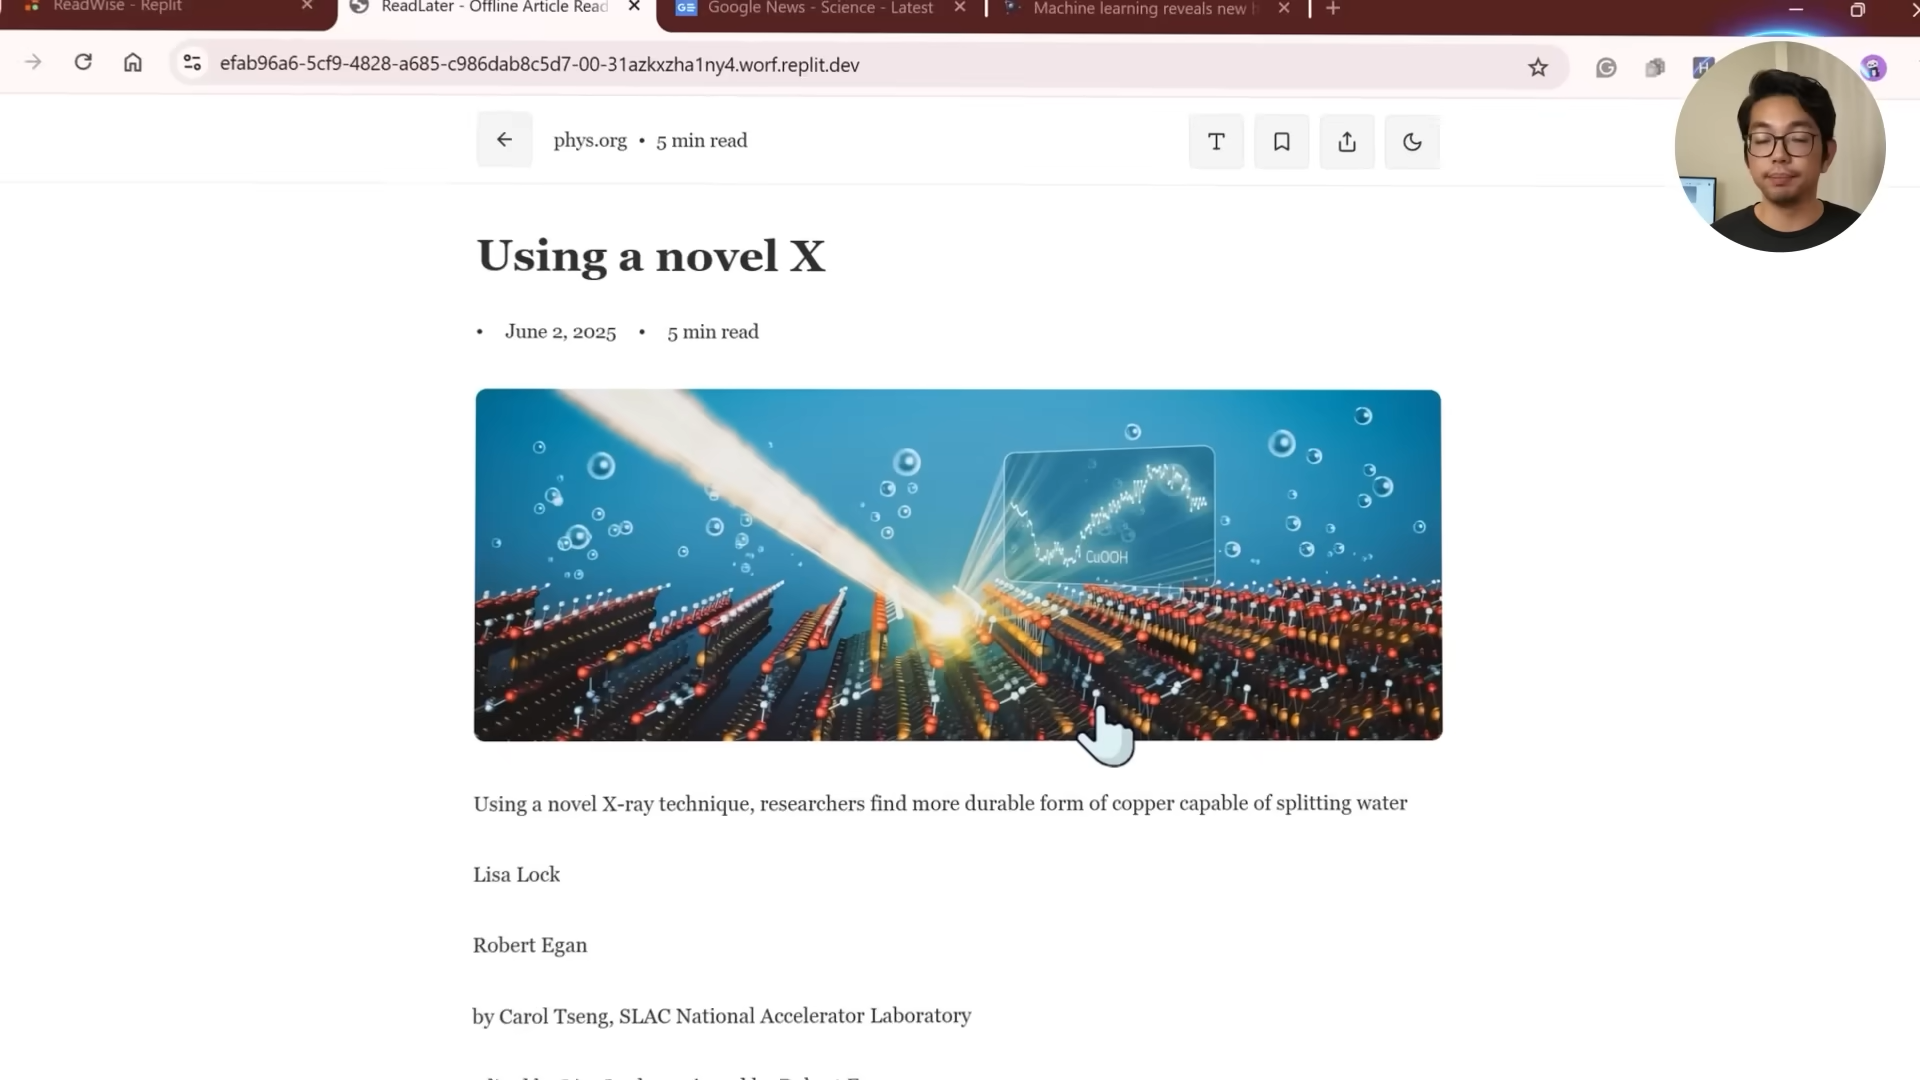 ReadWise - Replit
ReadLater - Offline Article Read
Google News - Science - Latest
Machine learning reveals new
efab96a6-5cf9-4828-a685-c986dab8c5d7-00-31azkxzha1ny4.worf.replit.dev
phys.org • 5 min read
Using a novel X
• June 2, 2025 • 5 min read
CuOOH
Using a novel X-ray technique, researchers find more durable form of copper capable of splitting water
Lisa Lock
Robert Egan
by Carol Tseng, SLAC National Accelerator Laboratory